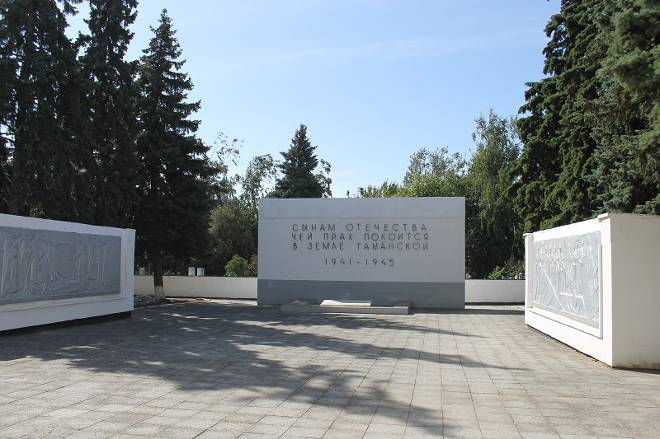 СЫНАМ ОТЕЧЕСТВА,
ЧЕЙ ПРАХ ПОКОИТСЯ
В ЗЕМЛЕ ТАМАНСКОЙ
1941-1945